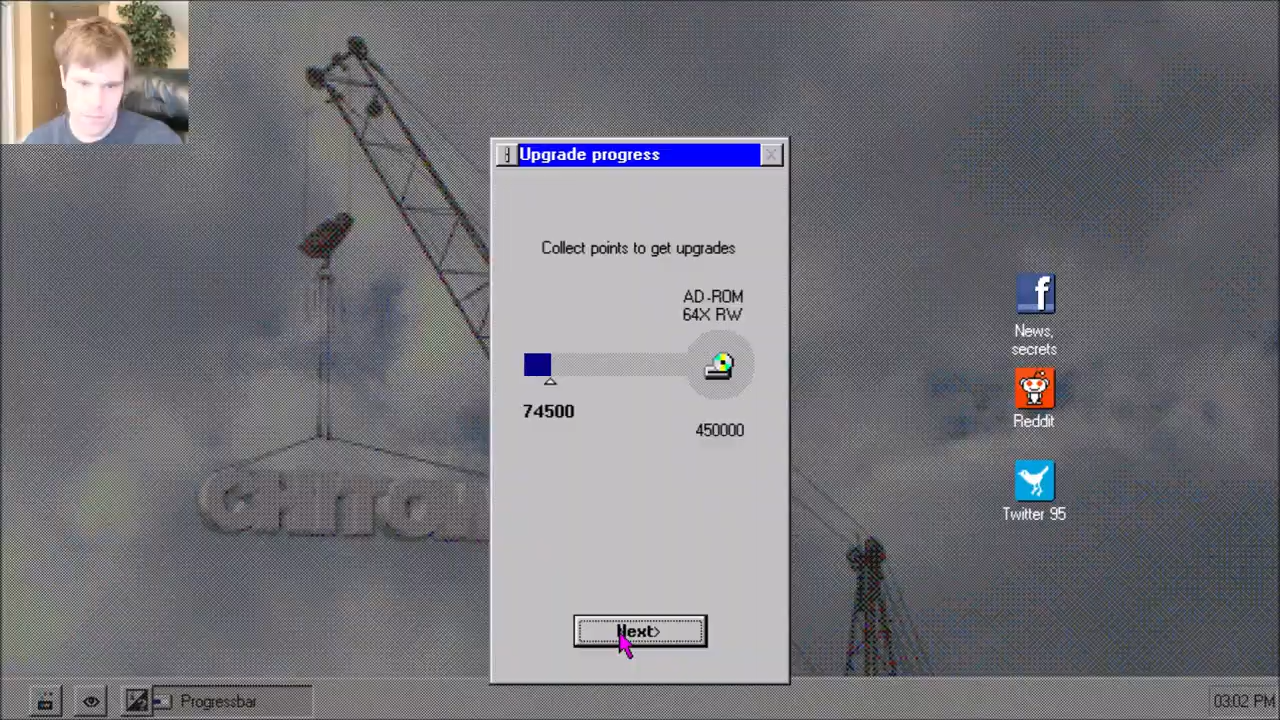 Upgrade progress
Collect points to get upgrades
AD-ROM
64X RW
74500
450000
Next>
News,
secrets
Reddit
Twitter 95
Progressbar
03:02 PM